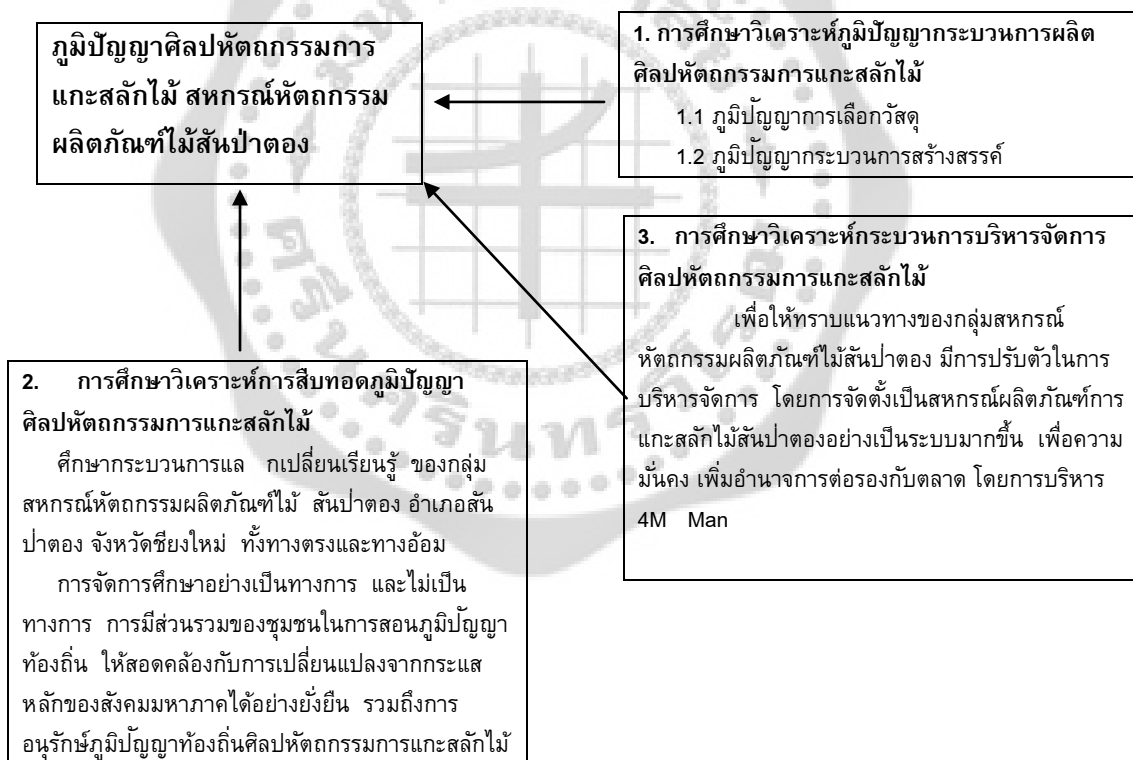 ภูมิปัญญาศิลปหัตถกรรมการ
แกะสลักไม้ สหกรณ์หัตถกรรม
ผลิตภัณฑ์ไม้สันป่าตอง
1. การศึกษาวิเคราะห์ภูมิปัญญากระบวนการผลิต
ศิลปหัตถกรรมการแกะสลักไม้
1.1 ภูมิปัญญาการเลือกวัสดุ
1.2 ภูมิปัญญากระบวนการสร้างสรรค์
3. การศึกษาวิเคราะห์กระบวนการบริหารจัดการ
ศิลปหัตถกรรมการแกะสลักไม้
เพื่อให้ทราบแนวทางของกลุ่มสหกรณ์
หัตถกรรมผลิตภัณฑ์ไม้สันป่าตอง มีการปรับตัวในการ
บริหารจัดการ โดยการจัดตั้งเป็นสหกรณ์ผลิตภัณฑ์การ
แกะสลักไม้สันป่าตองอย่างเป็นระบบมากขึ้น เพื่อความ
มั่นคง เพิ่มอำนาจการต่อรองกับตลาด โดยการบริหาร
4M Man
2. การศึกษาวิเคราะห์การสืบทอดภูมิปัญญา
ศิลปหัตถกรรมการแกะสลักไม้
ศึกษากระบวนการแล กเปลี่ยนเรียนรู้ ของกลุ่ม
สหกรณ์หัตถกรรมผลิตภัณฑ์ไม้ สันป่าตอง อำเภอสัน
ป่าตอง จังหวัดเชียงใหม่ ทั้งทางตรงและทางอ้อม
การจัดการศึกษาอย่างเป็นทางการ และไม่เป็น
ทางการ การมีส่วนรวมของชุมชนในการสอนภูมิปัญญา
ท้องถิ่น ให้สอดคล้องกับการเปลี่ยนแปลงจากกระแส
หลักของสังคมมหาภาคได้อย่างยั่งยืน รวมถึงการ
อนุรักษ์ภูมิปัญญาท้องถิ่นศิลปหัตถกรรมการแกะสลักไม้